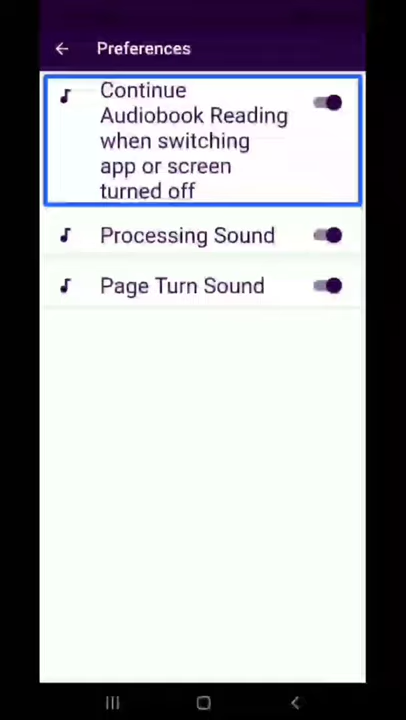 Preferences
Continue
Audiobook Reading
when switching
app or screen
turned off
Processing Sound
Page Turn Sound